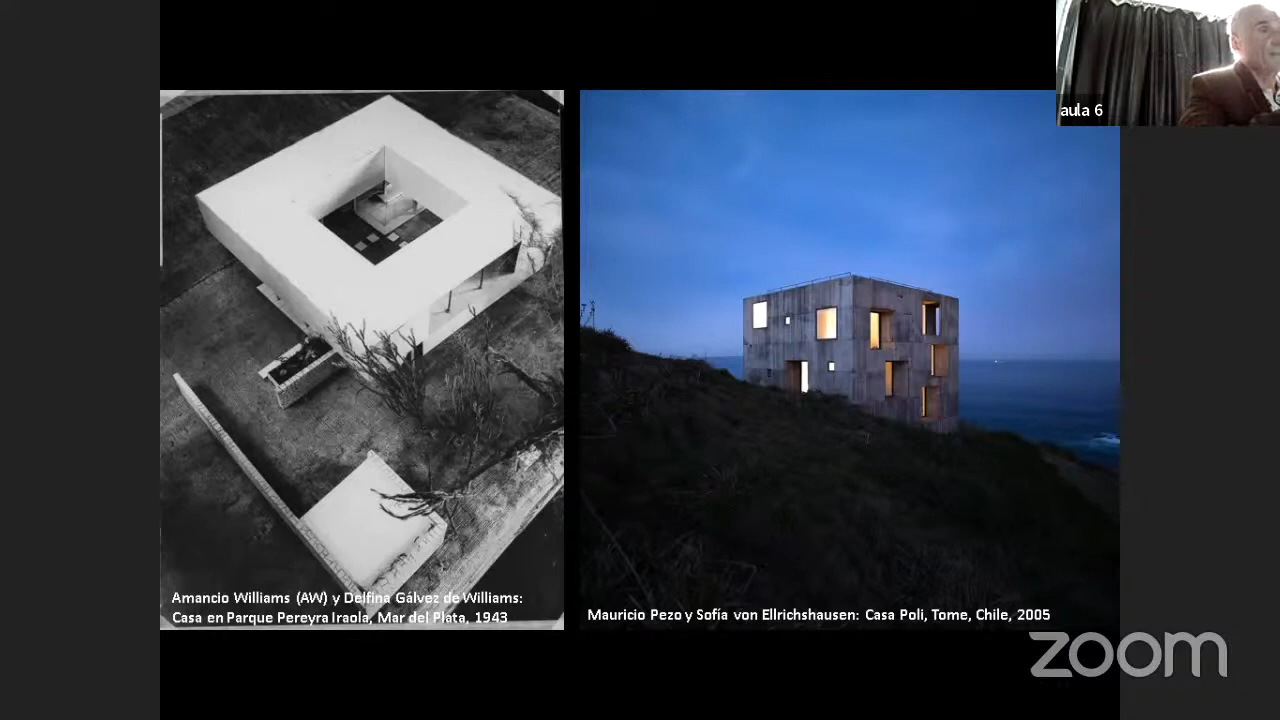 aula 6
Amancio Williams (AW) y Delfina Gálvez de Williams:
Casa en Parque Pereyra Iraola, Mar del Plata, 1943
Mauricio Pezo y Sofía von Ellrichshausen: Casa Poli, Tome, Chile, 2005
zoom